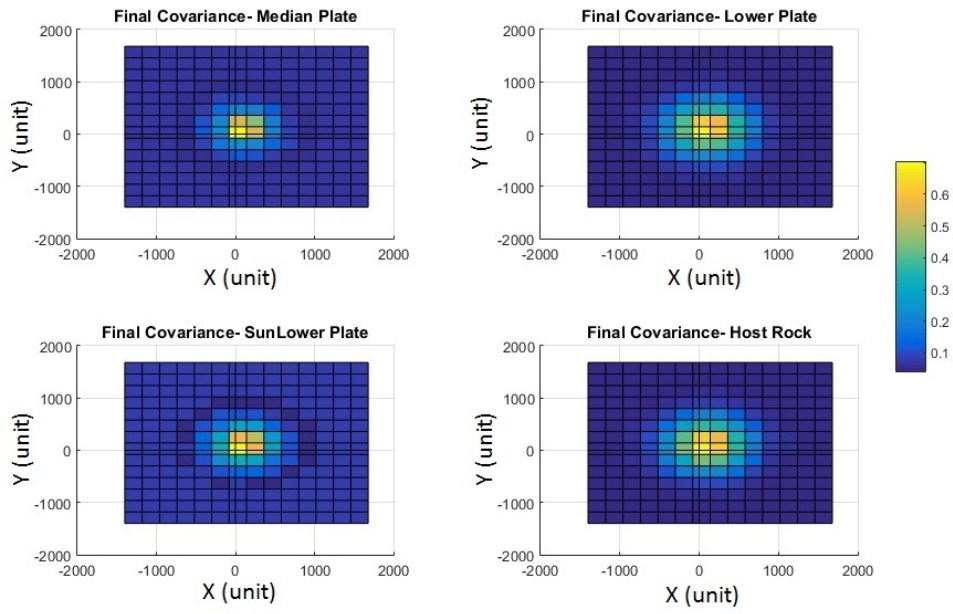 Final Covariance- Median Plate
2000
1000
0
-1000
-2000
-2000 -1000 0 1000 2000
Y (unit)
X (unit)
Final Covariance- Lower Plate
2000
1000
0
-1000
-2000
-2000 -1000 0 1000 2000
Y (unit)
X (unit)
0.6
0.5
0.4
0.3
0.2
0.1
Final Covariance- SunLower Plate
2000
1000
0
-1000
-2000
-2000 -1000 0 1000 2000
Y (unit)
X (unit)
Final Covariance- Host Rock
2000
1000
0
-1000
-2000
-2000 -1000 0 1000 2000
Y (unit)
X (unit)